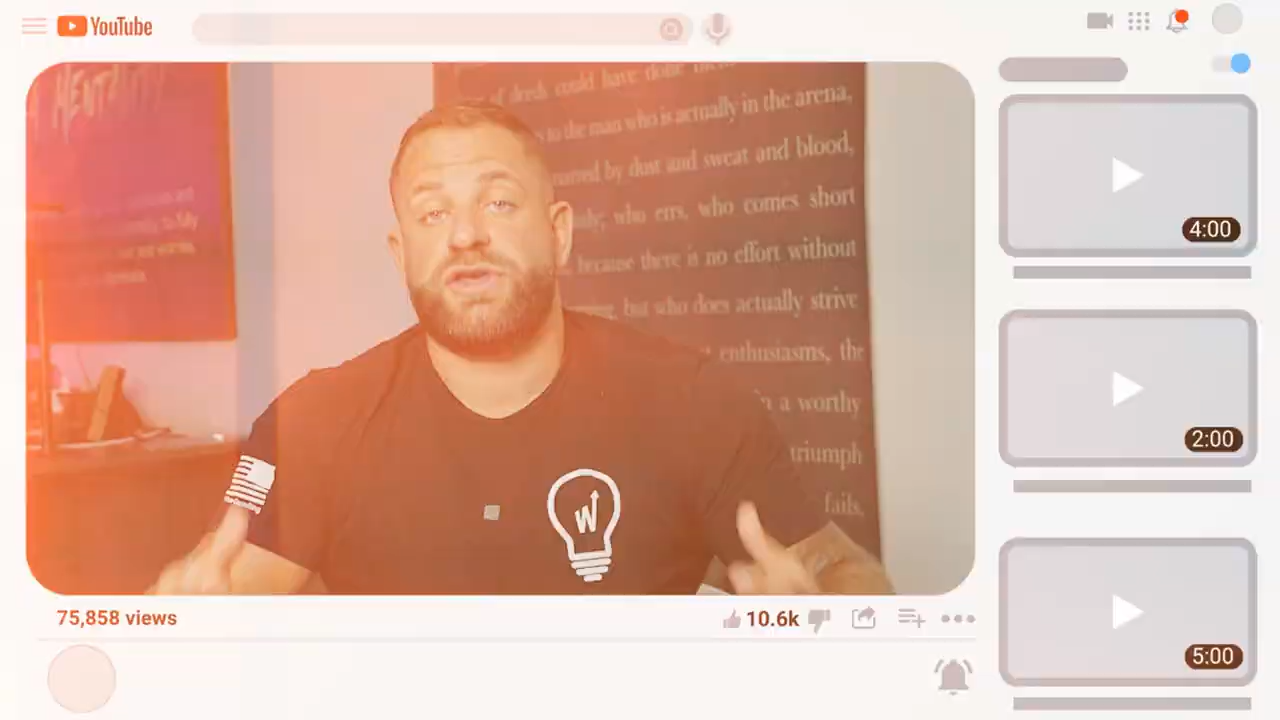 YouTube
MENTALITY
of deeds could have done
to the man who is actually in the arena,
marred by dust and sweat and blood,
who errs, who comes short
because there is no effort without
but who does actually strive
enthusiasms, the
in a worthy
triumph
fails,
W
4:00
2:00
5:00
75,858 views
10.6k